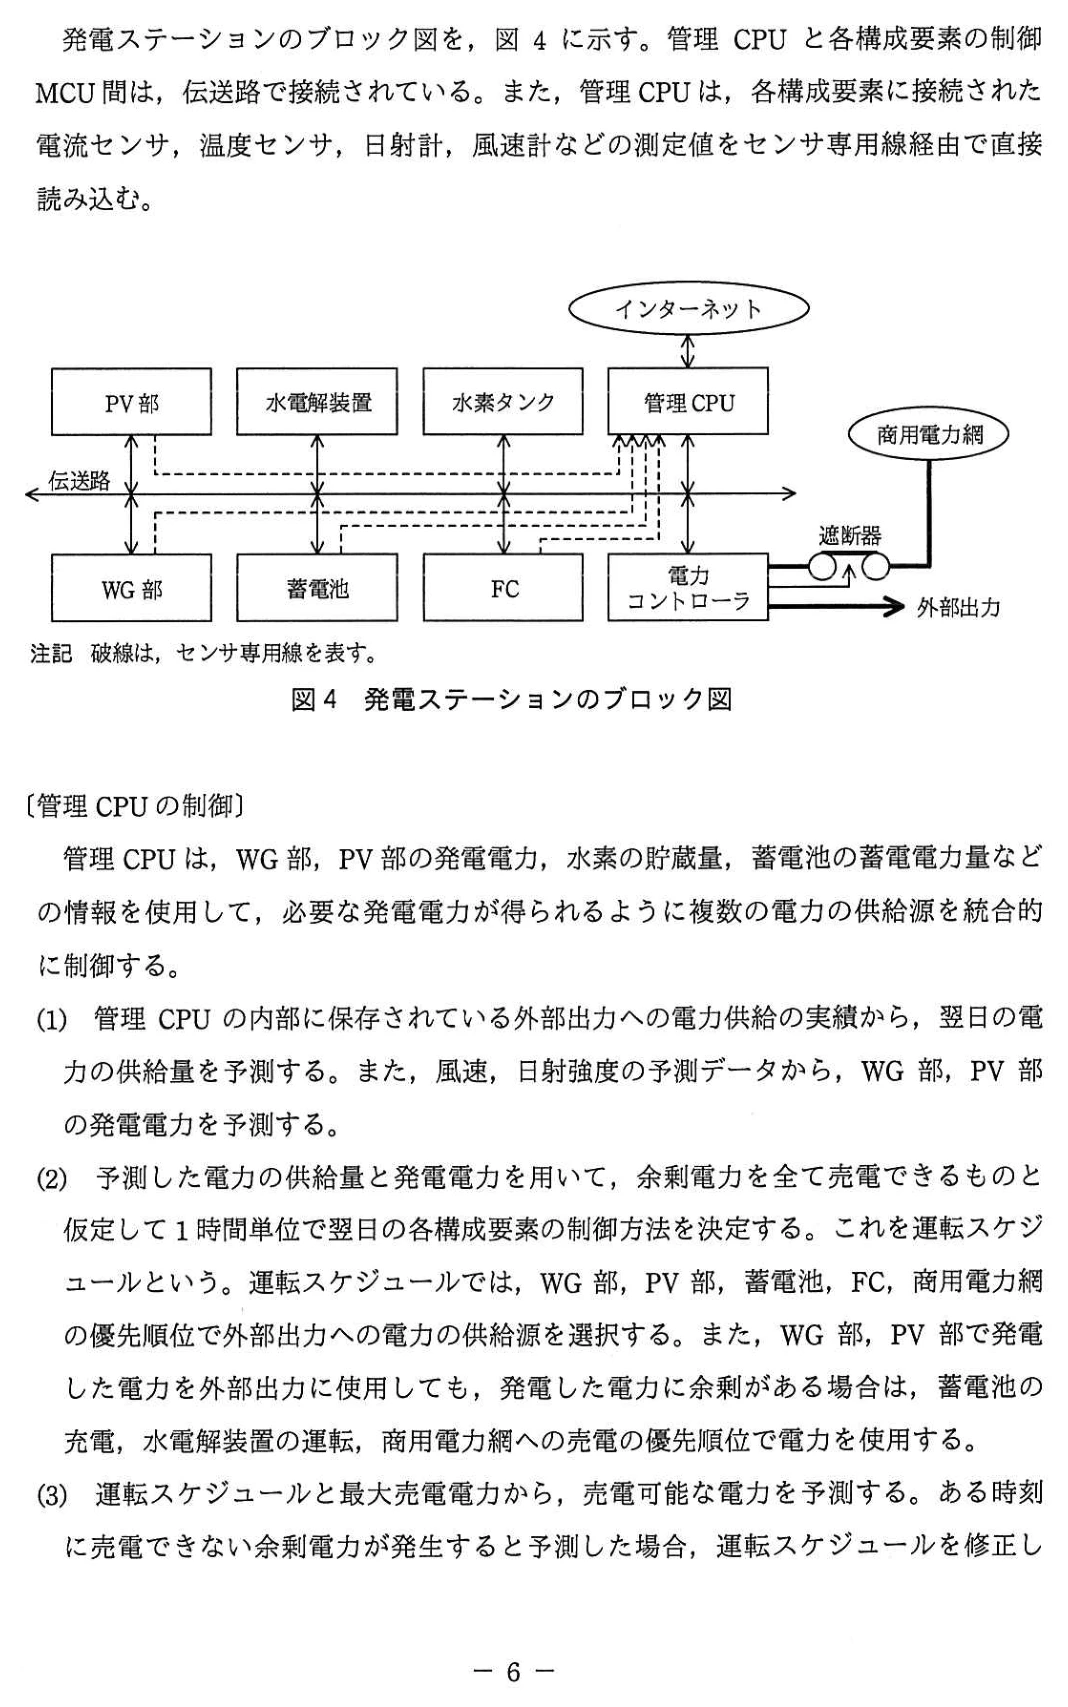 発電ステーションのブロック図を，図 4 に示す。管理 CPU と各構成要素の制御
MCU 間は，伝送路で接続されている。また，管理 CPU は，各構成要素に接続された
電流センサ，温度センサ，日射計，風速計などの測定値をセンサ専用線経由で直接
読み込む。
インターネット
PV 部
水電解装置
水素タンク
管理 CPU
商用電力網
伝送路
遮断器
WG 部
蓄電池
FC
電力
コントローラ
外部出力
注記 破線は，センサ専用線を表す。
図 4 発電ステーションのブロック図
〔管理 CPU の制御〕
管理 CPU は，WG 部，PV 部の発電電力，水素の貯蔵量，蓄電池の蓄電電力量など
の情報を使用して，必要な発電電力が得られるように複数の電力の供給源を統合的
に制御する。
(1) 管理 CPU の内部に保存されている外部出力への電力供給の実績から，翌日の電
力の供給量を予測する。また，風速，日射強度の予測データから，WG 部，PV 部
の発電電力を予測する。
(2) 予測した電力の供給量と発電電力を用いて，余剰電力を全て売電できるものと
仮定して 1 時間単位で翌日の各構成要素の制御方法を決定する。これを運転スケジ
ュールという。運転スケジュールでは，WG 部，PV 部，蓄電池，FC，商用電力網
の優先順位で外部出力への電力の供給源を選択する。また，WG 部，PV 部で発電
した電力を外部出力に使用しても，発電した電力に余剰がある場合は，蓄電池の
充電，水電解装置の運転，商用電力網への売電の優先順位で電力を使用する。
(3) 運転スケジュールと最大売電電力から，売電可能な電力を予測する。ある時刻
に売電できない余剰電力が発生すると予測した場合，運転スケジュールを修正し
－ 6 －